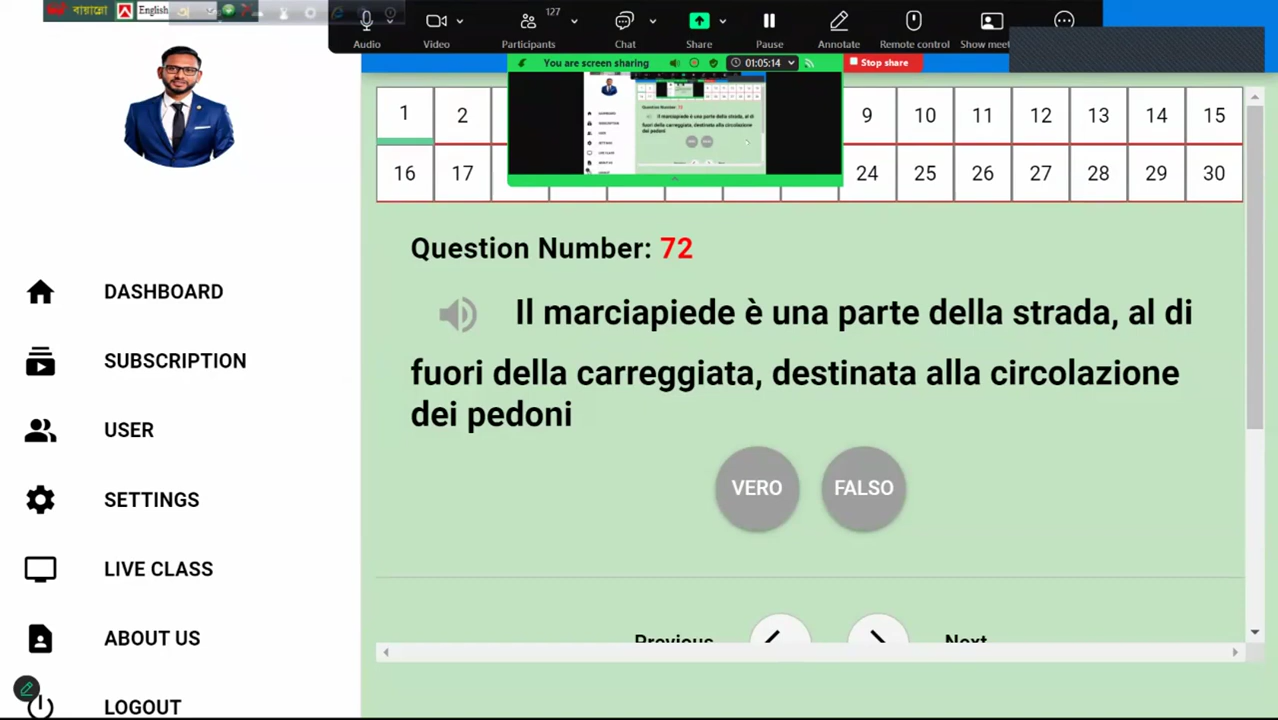 বায়ান্নো English
127
Audio Video Participants Chat Share Pause Annotate Remote control Show mee
You are screen sharing 01:05:14 Stop share
1 2 9 10 11 12 13 14 15
16 17 24 25 26 27 28 29 30
Question Number: 72
Il marciapiede è una parte della strada, al di
fuori della carreggiata, destinata alla circolazione
dei pedoni
VERO FALSO
Previous Next
DASHBOARD
SUBSCRIPTION
USER
SETTINGS
LIVE CLASS
ABOUT US
LOGOUT